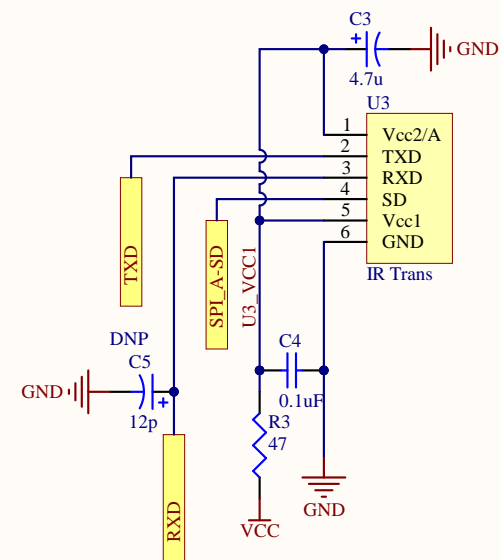 C3
GND
4.7u
U3
1 Vcc2/A
2 TXD
3 RXD
4 SD
5 Vcc1
6 GND
IR Trans
TXD
SPI_A-SD
U3_VCC1
DNP
C5
GND
12p
C4
0.1uF
R3
47
RXD
VCC
GND